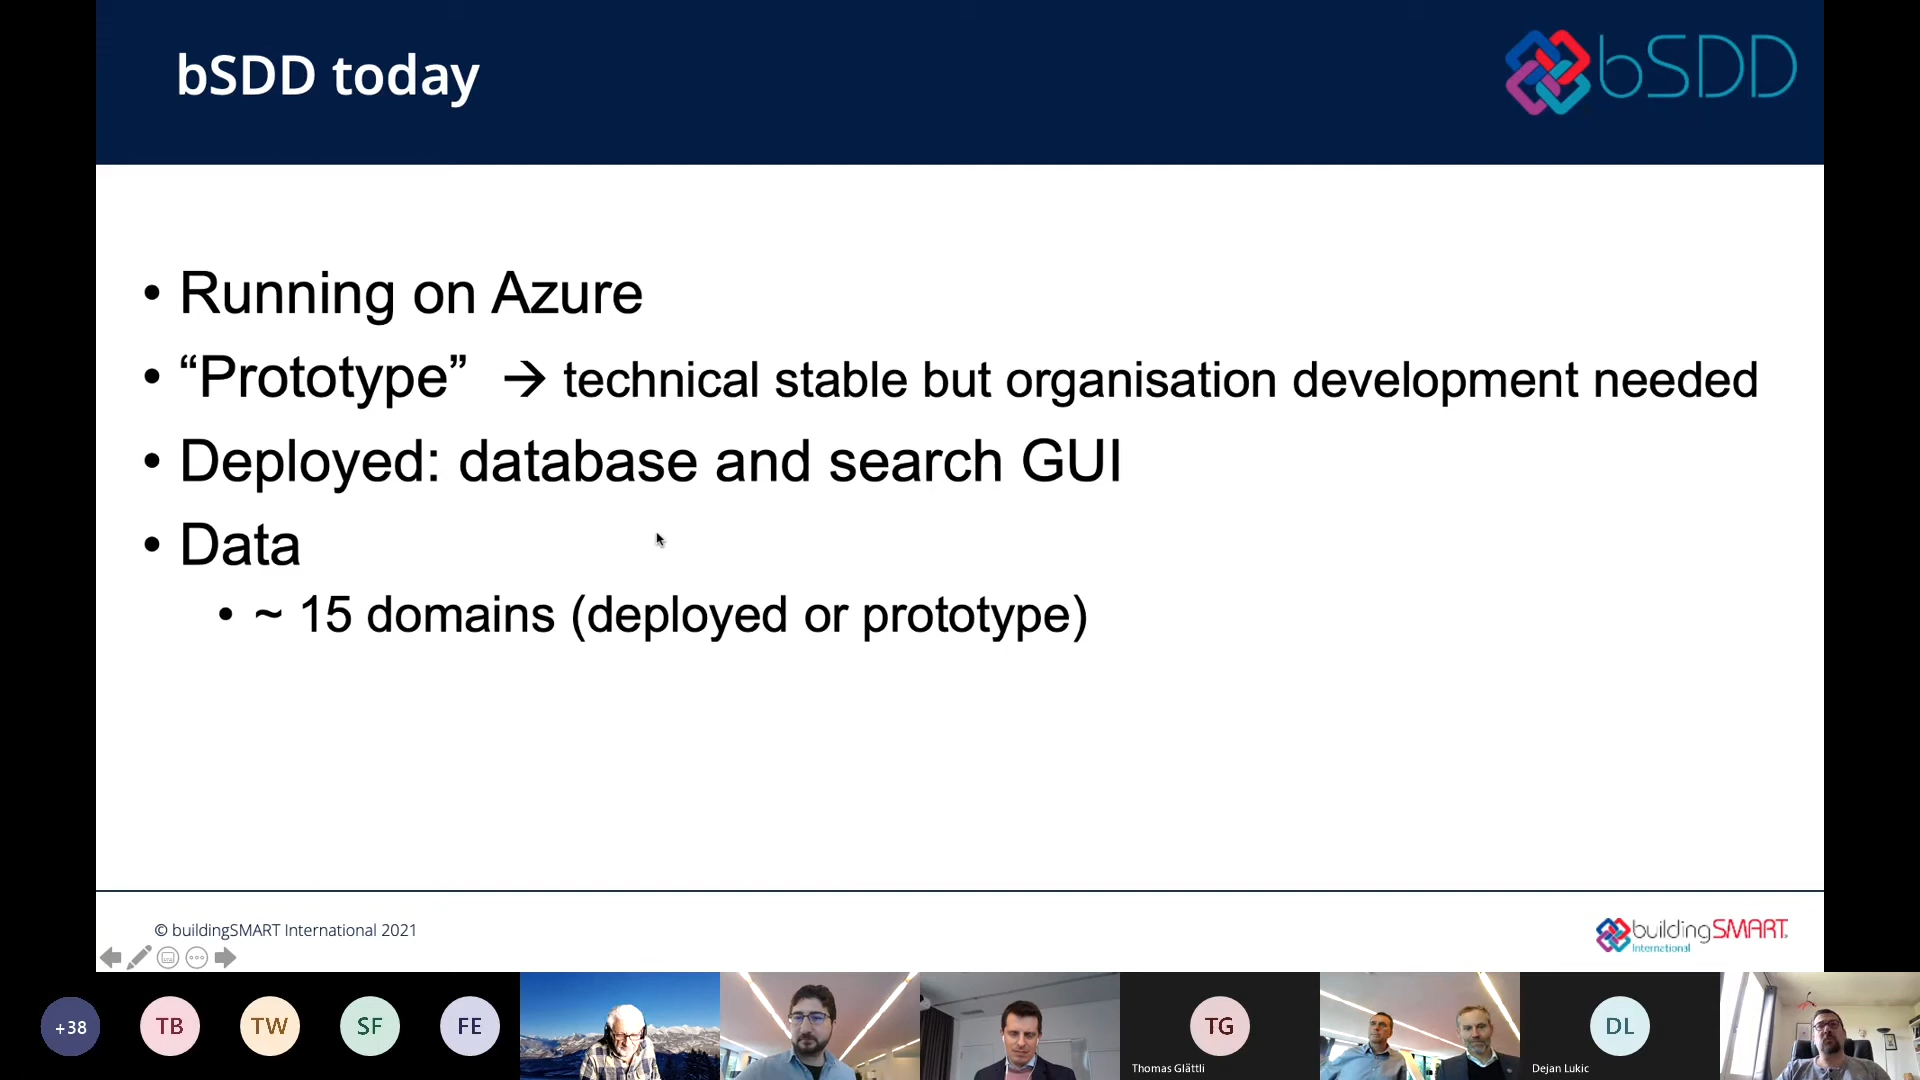 bSDD today
bSDD
• Running on Azure
• “Prototype” → technical stable but organisation development needed
• Deployed: database and search GUI
• Data
• ~ 15 domains (deployed or prototype)
© buildingSMART International 2021
buildingSMART
International
+38
TB
TW
SF
FE
TG
Thomas Glättli
DL
Dejan Lukic